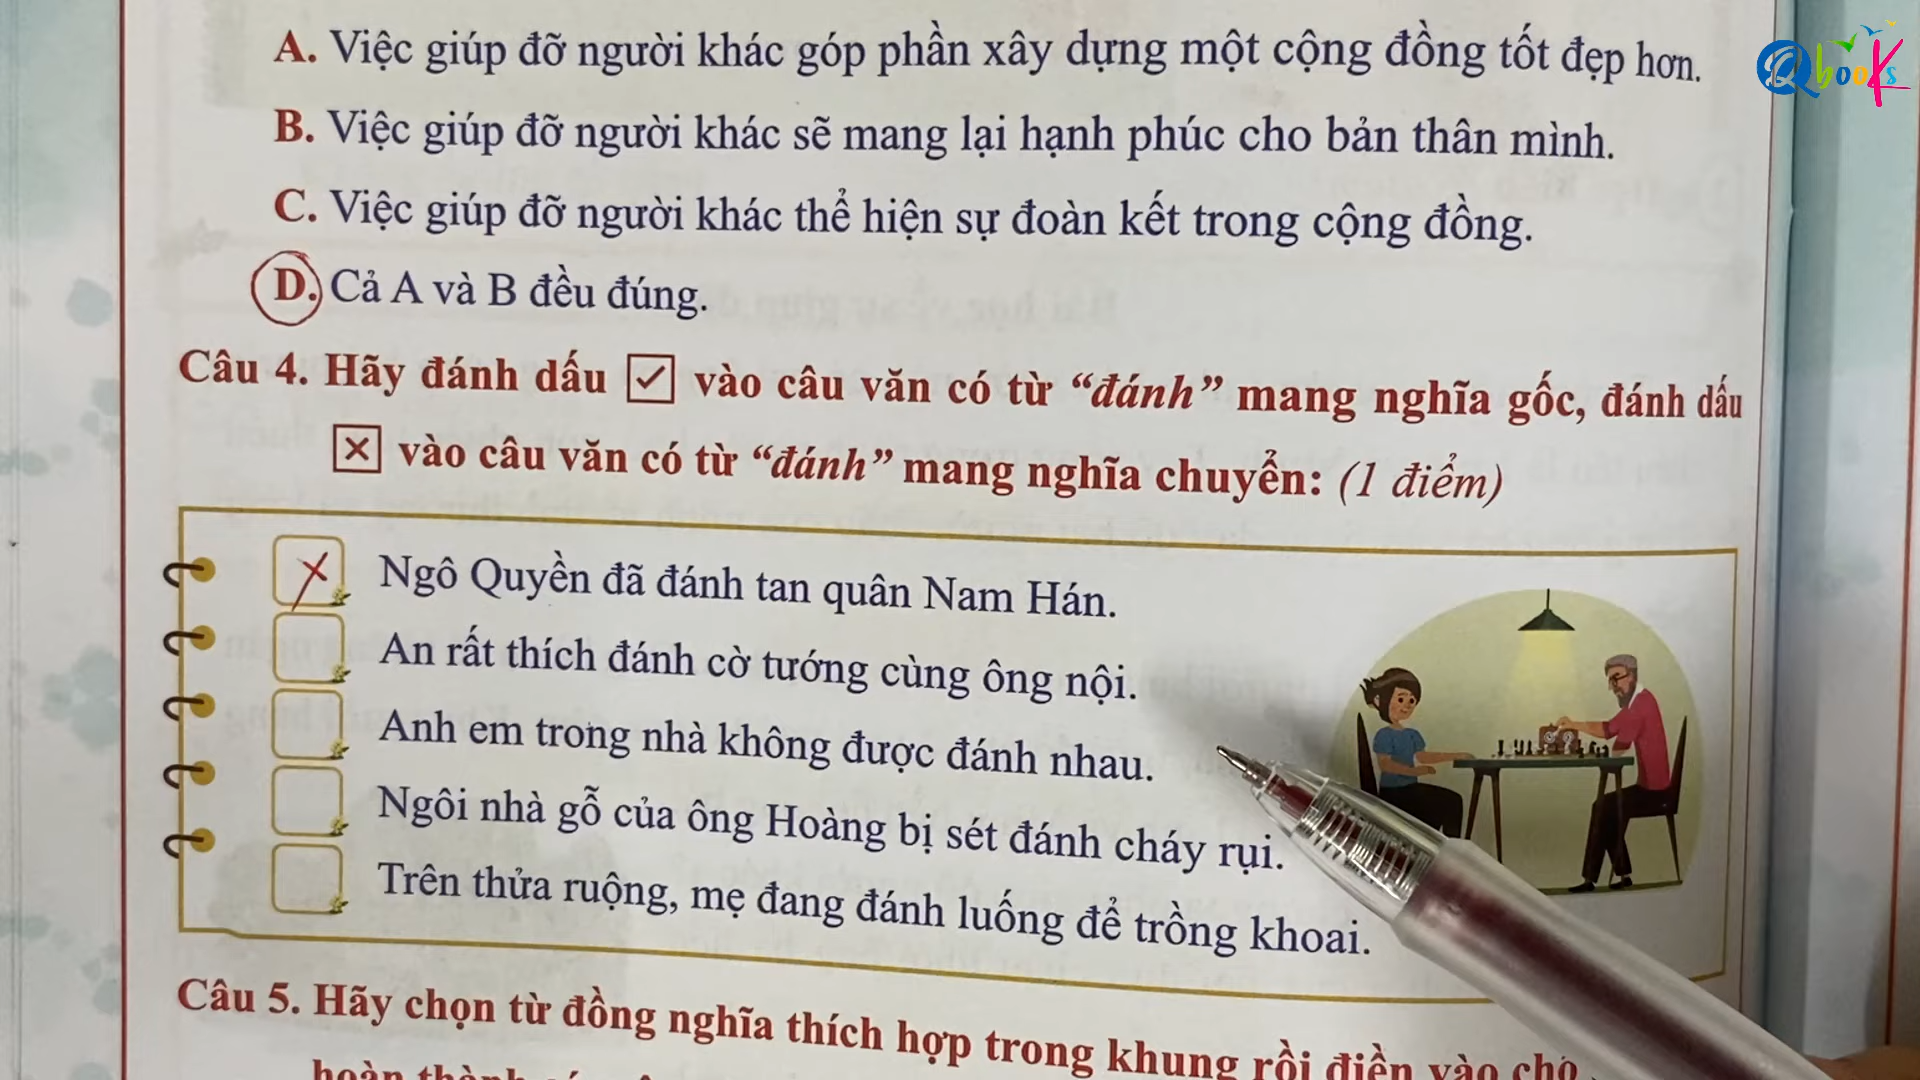 A. Việc giúp đỡ người khác góp phần xây dựng một cộng đồng tốt đẹp hơn.
Qbooks
B. Việc giúp đỡ người khác sẽ mang lại hạnh phúc cho bản thân mình.
C. Việc giúp đỡ người khác thể hiện sự đoàn kết trong cộng đồng.
D. Cả A và B đều đúng.
Câu 4. Hãy đánh dấu ✓ vào câu văn có từ “đánh” mang nghĩa gốc, đánh dấu
× vào câu văn có từ “đánh” mang nghĩa chuyển: (1 điểm)
× Ngô Quyền đã đánh tan quân Nam Hán.
An rất thích đánh cờ tướng cùng ông nội.
Anh em trong nhà không được đánh nhau.
Ngôi nhà gỗ của ông Hoàng bị sét đánh cháy rụi.
Trên thửa ruộng, mẹ đang đánh luống để trồng khoai.
Câu 5. Hãy chọn từ đồng nghĩa thích hợp trong khung rồi điền vào chỗ
hoàn thành